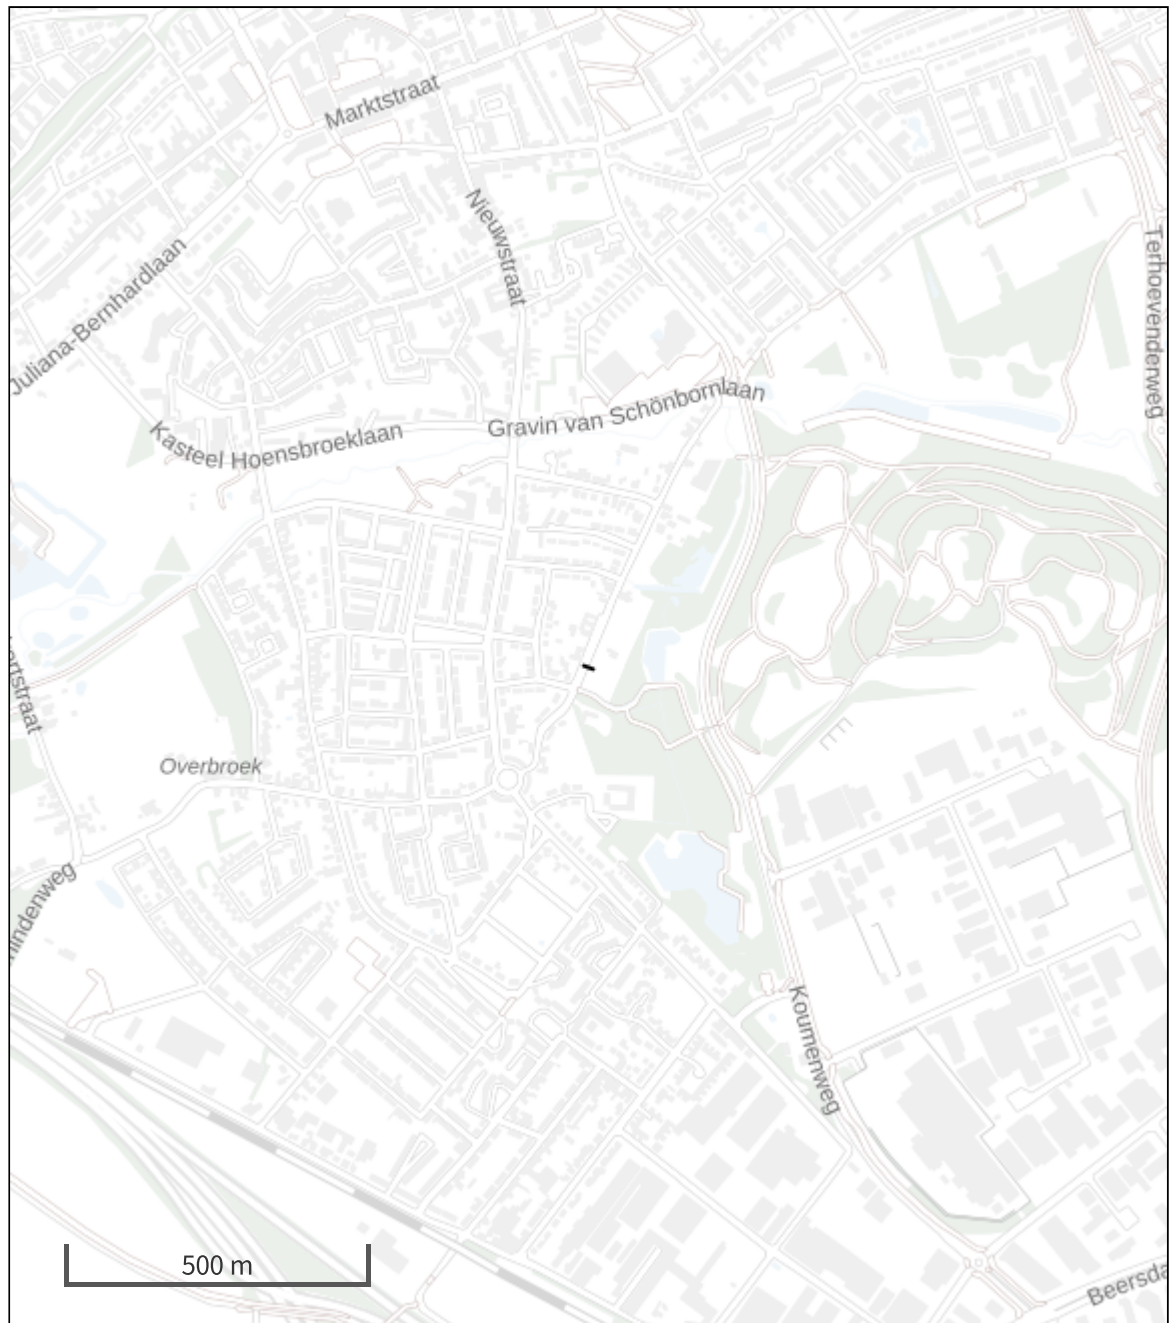 Marktstraat
Nieuwstraat
Terhoevenderweg
Juliana-Bernhardlaan
Gravin van Schönbornlaan
Kasteel Hoensbroeklaan
Overbroek
Koumenweg
500 m